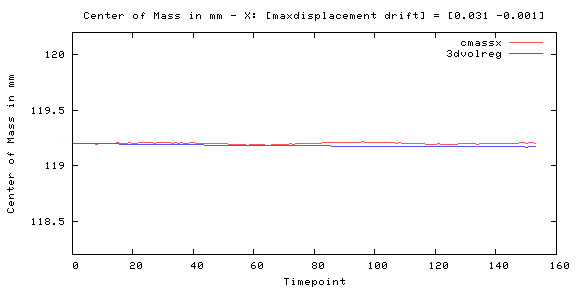 Center of Mass in mm - X: [maxdisplacement drift] = [0.031 -0.001]
cmassx
3dvolreg
Center of Mass in mm
120
119.5
119
118.5
0 20 40 60 80 100 120 140 160
Timepoint